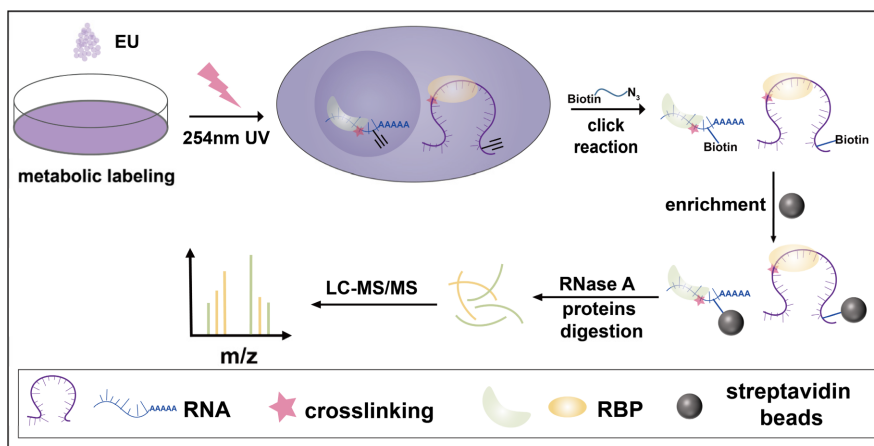 EU
metabolic labeling
254nm UV
AAAAA
Biotin
N3
click
reaction
AAAAA
Biotin
Biotin
enrichment
AAAAA
RNase A
proteins
digestion
LC-MS/MS
m/z
AAAAA
RNA
crosslinking
RBP
streptavidin
beads